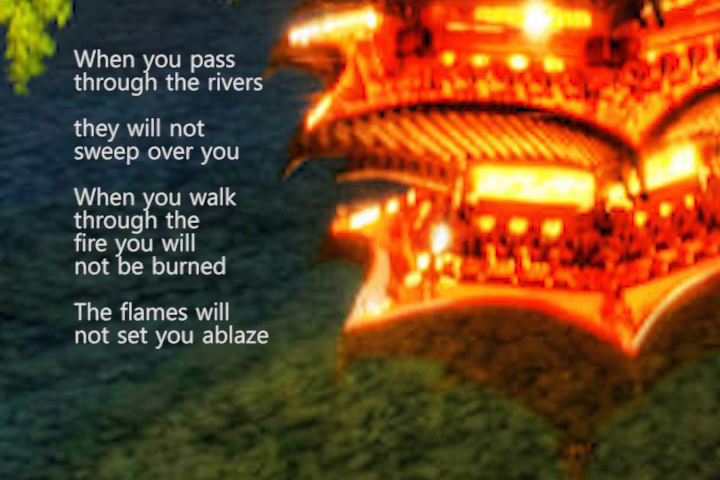 When you pass
through the rivers
they will not
sweep over you
When you walk
through the
fire you will
not be burned
The flames will
not set you ablaze